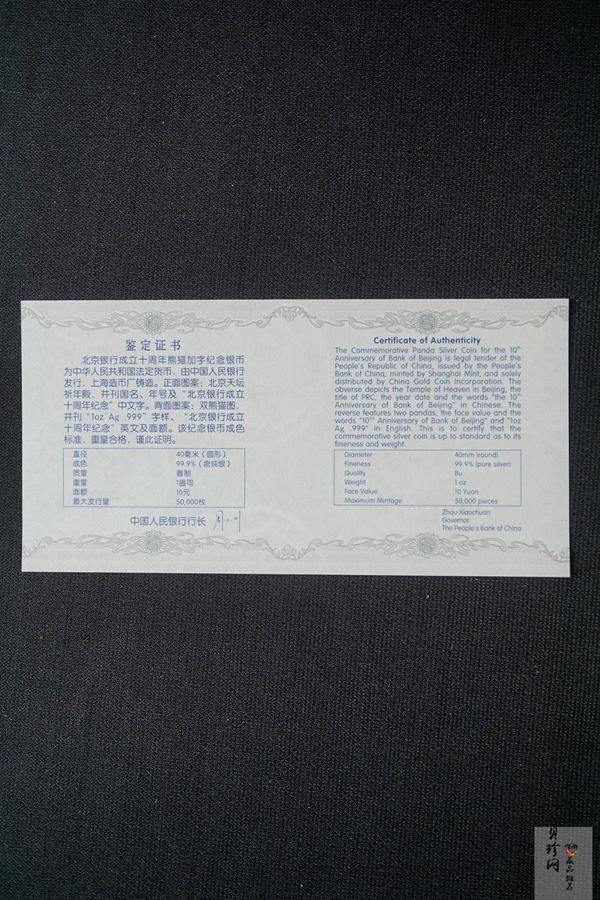 鉴定证书
北京银行成立十周年熊猫加字纪念银币
为中华人民共和国法定货币，由中国人民银行
发行，上海造币厂铸造。正面图案：北京天坛
祈年殿，并刊国名、年号及“北京银行成立
十周年纪念”中文字。背面图案：双熊猫图，
并刊“1oz Ag .999”字样，“北京银行成立
十周年纪念”英文及面额。该纪念银币成色
标准，重量合格，谨此证明。
直径 40毫米（圆形）
成色 99.9%（含纯银）
质量 普制
重量 1盎司
面额 10元
最大发行量 50,000枚
中国人民银行行长
Certificate of Authenticity
The Commemorative Panda Silver Coin for the 10th
Anniversary of Bank of Beijing is legal tender of the
People's Republic of China, issued by the People's
Bank of China, minted by Shanghai Mint, and solely
distributed by China Gold Coin Incorporation. The
obverse depicts the Temple of Heaven in Beijing, the
title of PRC, the year date and the words "the 10th
Anniversary of Bank of Beijing" in Chinese. The
reverse features two pandas, the face value and the
words "10th Anniversary of Bank of Beijing" and "1oz
Ag .999" in English. This is to certify that the
commemorative silver coin is up to standard as to its
fineness and weight.
Diameter 40mm (round)
Fineness 99.9% (pure silver)
Quality Bu.
Weight 1 oz
Face Value 10 Yuan
Maximum Mintage 50,000 pieces
Zhou Xiaochuan
Governor
The People's Bank of China
贝珍网